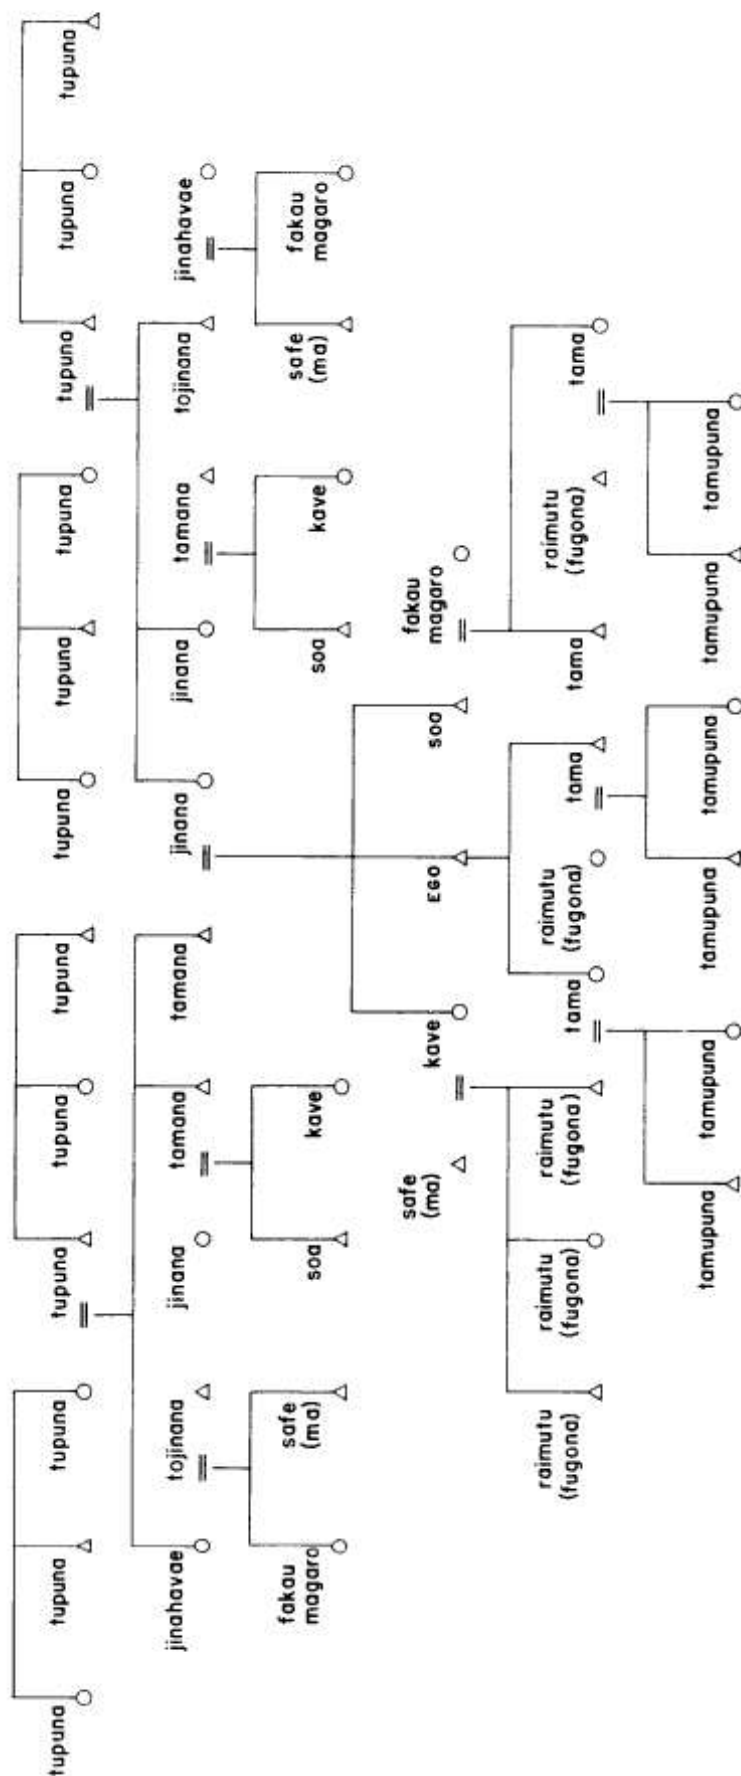 tupuna
tupuna
tupuna
tupuna
tupuna
tupuna
tupuna
tupuna
tupuna
tupuna
tupuna
tupuna
jinahavae
tojinana
jinana
tamana
tamana
jinana
jinana
tamana
tojinana
jinahavae
fakau
magaro
safe
(ma)
soa
kave
soa
kave
safe
(ma)
fakau
magaro
safe
(ma)
kave
EGO
soa
fakau
magaro
raimutu
(fugona)
raimutu
(fugona)
raimutu
(fugona)
tama
raimutu
(fugona)
tama
tama
raimutu
(fugona)
tama
tamupuna
tamupuna
tamupuna
tamupuna
tamupuna
tamupuna